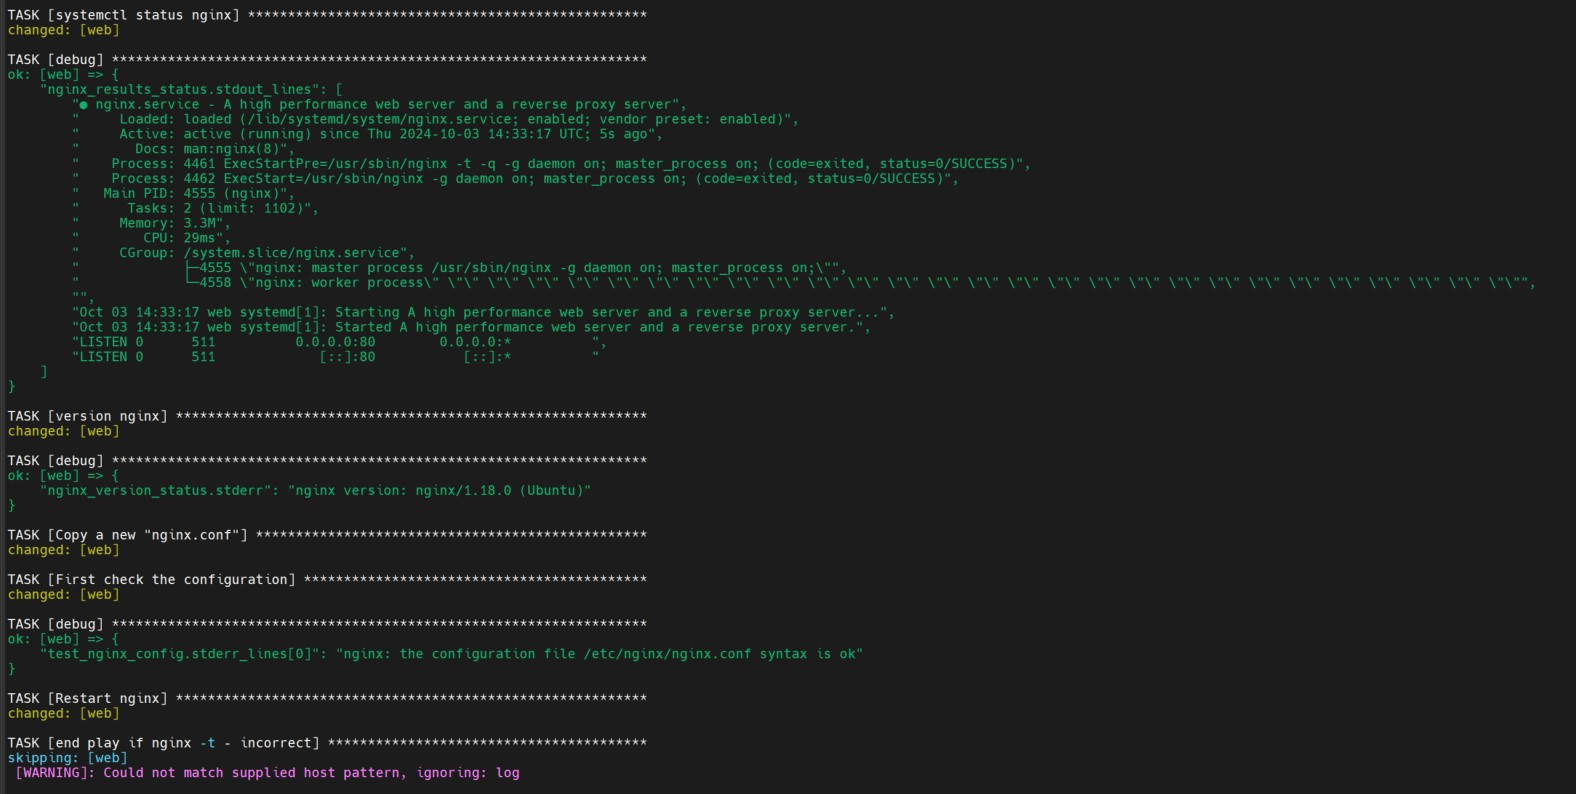 TASK [systemctl status nginx] **************************************************
changed: [web]
TASK [debug] *******************************************************************
ok: [web] => {
    "nginx_results_status.stdout_lines": [
        "● nginx.service - A high performance web server and a reverse proxy server",
        "     Loaded: loaded (/lib/systemd/system/nginx.service; enabled; vendor preset: enabled)",
        "     Active: active (running) since Thu 2024-10-03 14:33:17 UTC; 5s ago",
        "       Docs: man:nginx(8)",
        "    Process: 4461 ExecStartPre=/usr/sbin/nginx -t -q -g daemon on; master_process on; (code=exited, status=0/SUCCESS)",
        "    Process: 4462 ExecStart=/usr/sbin/nginx -g daemon on; master_process on; (code=exited, status=0/SUCCESS)",
        "   Main PID: 4555 (nginx)",
        "      Tasks: 2 (limit: 1102)",
        "     Memory: 3.3M",
        "        CPU: 29ms",
        "     CGroup: /system.slice/nginx.service",
        "             ├─4555 \"nginx: master process /usr/sbin/nginx -g daemon on; master_process on;\"",
        "             └─4558 \"nginx: worker process\" \"\" \"\" \"\" \"\" \"\" \"\" \"\" \"\" \"\" \"\" \"\" \"\" \"\" \"\" \"\" \"\" \"\" \"\" \"\" \"\" \"\" \"\" \"\" \"\" \"\" \"\" \"\"",
        "",
        "Oct 03 14:33:17 web systemd[1]: Starting A high performance web server and a reverse proxy server...",
        "Oct 03 14:33:17 web systemd[1]: Started A high performance web server and a reverse proxy server.",
        "LISTEN 0      511          0.0.0.0:80        0.0.0.0:*          ",
        "LISTEN 0      511             [::]:80           [::]:*          "
    ]
}
TASK [version nginx] ***********************************************************
changed: [web]
TASK [debug] *******************************************************************
ok: [web] => {
    "nginx_version_status.stderr": "nginx version: nginx/1.18.0 (Ubuntu)"
}
TASK [Copy a new "nginx.conf"] *************************************************
changed: [web]
TASK [First check the configuration] *******************************************
changed: [web]
TASK [debug] *******************************************************************
ok: [web] => {
    "test_nginx_config.stderr_lines[0]": "nginx: the configuration file /etc/nginx/nginx.conf syntax is ok"
}
TASK [Restart nginx] ***********************************************************
changed: [web]
TASK [end play if nginx -t - incorrect] ****************************************
skipping: [web]
 [WARNING]: Could not match supplied host pattern, ignoring: log